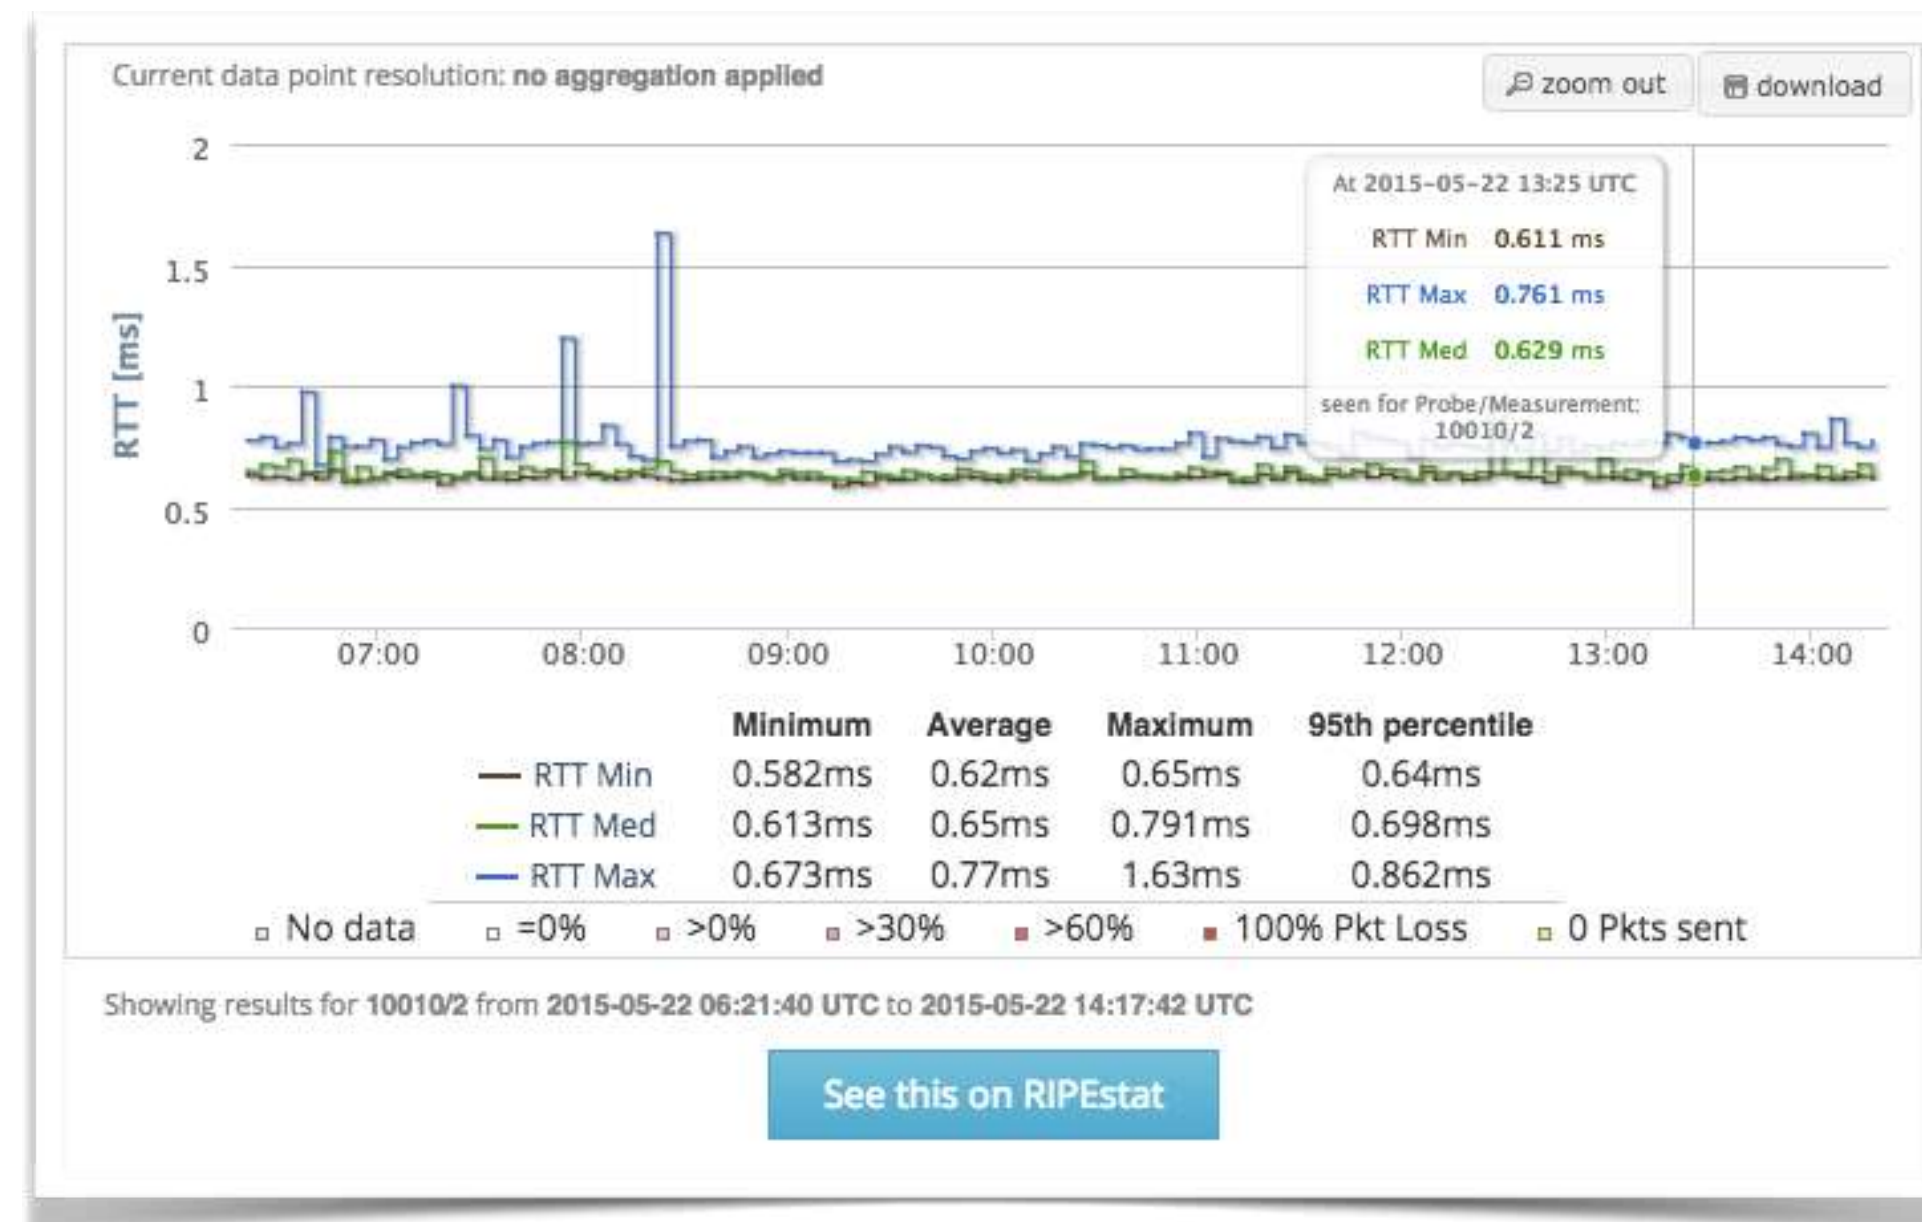 Current data point resolution: no aggregation applied
zoom out
download
2
1.5
1
0.5
0
RTT [ms]
At 2015-05-22 13:25 UTC
RTT Min 0.611 ms
RTT Max 0.761 ms
RTT Med 0.629 ms
seen for Probe/Measurement:
10010/2
07:00 08:00 09:00 10:00 11:00 12:00 13:00 14:00
Minimum Average Maximum 95th percentile
RTT Min 0.582ms 0.62ms 0.65ms 0.64ms
RTT Med 0.613ms 0.65ms 0.791ms 0.698ms
RTT Max 0.673ms 0.77ms 1.63ms 0.862ms
No data =0% >0% >30% >60% 100% Pkt Loss 0 Pkts sent
Showing results for 10010/2 from 2015-05-22 06:21:40 UTC to 2015-05-22 14:17:42 UTC
See this on RIPEstat